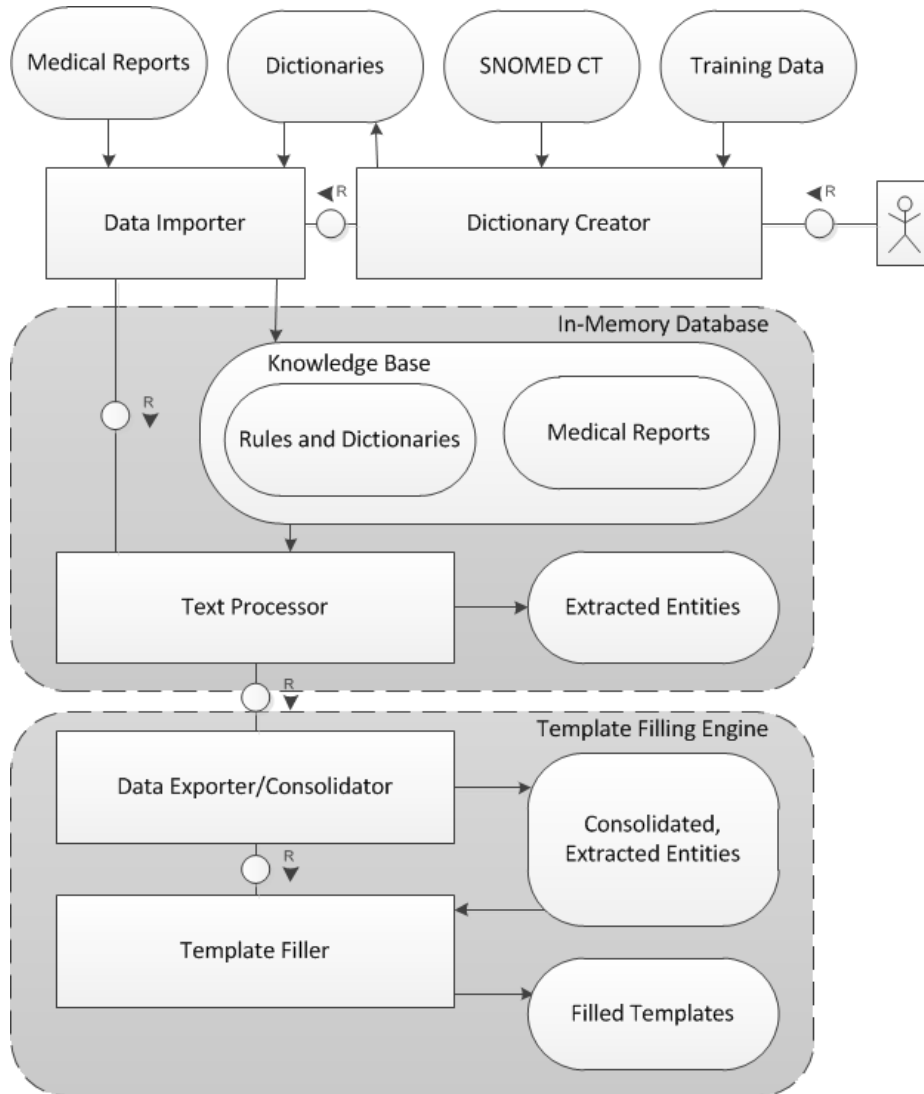 Medical Reports
Dictionaries
SNOMED CT
Training Data
R
R
Data Importer
Dictionary Creator
In-Memory Database
Knowledge Base
R
Rules and Dictionaries
Medical Reports
Text Processor
Extracted Entities
R
Template Filling Engine
Data Exporter/Consolidator
Consolidated,
Extracted Entities
R
Template Filler
Filled Templates